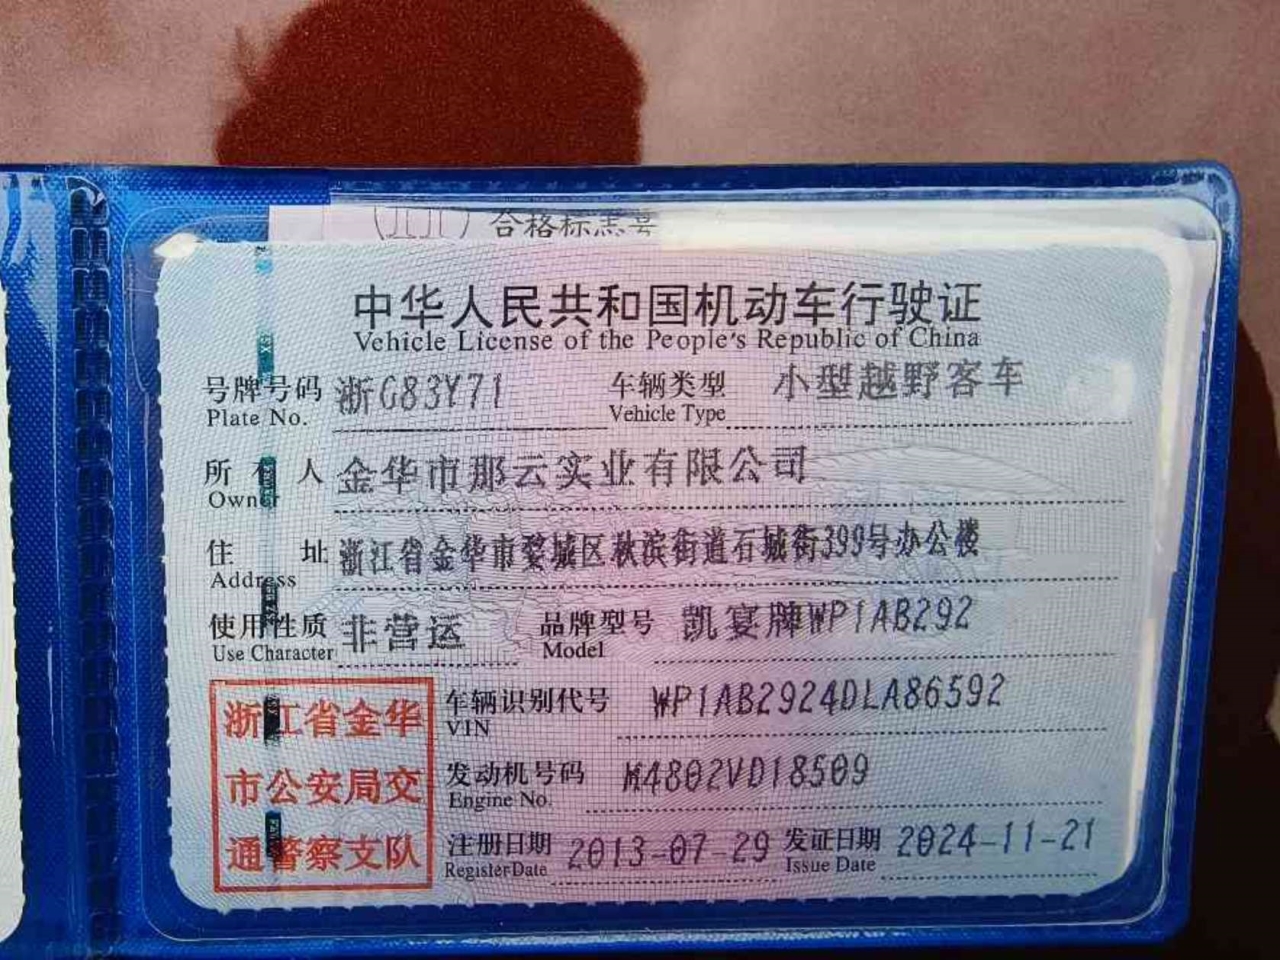 合格标志号
中华人民共和国机动车行驶证
Vehicle License of the People's Republic of China
号牌号码 浙G83Y71 车辆类型 小型越野客车
Plate No. Vehicle Type
所有人 金华市那云实业有限公司
Owner
住址 浙江省金华市婺城区秋滨街道石城街399号办公楼
Address
使用性质 非营运 品牌型号 凯宴牌WP1AB292
Use Character Model
浙江省金华
市公安局交
通警察支队
车辆识别代号 WP1AB2924DLA86592
VIN
发动机号码 M4802VD18509
Engine No.
注册日期 2013-07-29 发证日期 2024-11-21
Register Date Issue Date